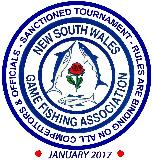 SANCTIONED TOURNAMENT - RULES ARE BINDING ON ALL COMPETITORS & OFFICIALS -
NEW SOUTH WALES
GAME FISHING ASSOCIATION
JANUARY 2017